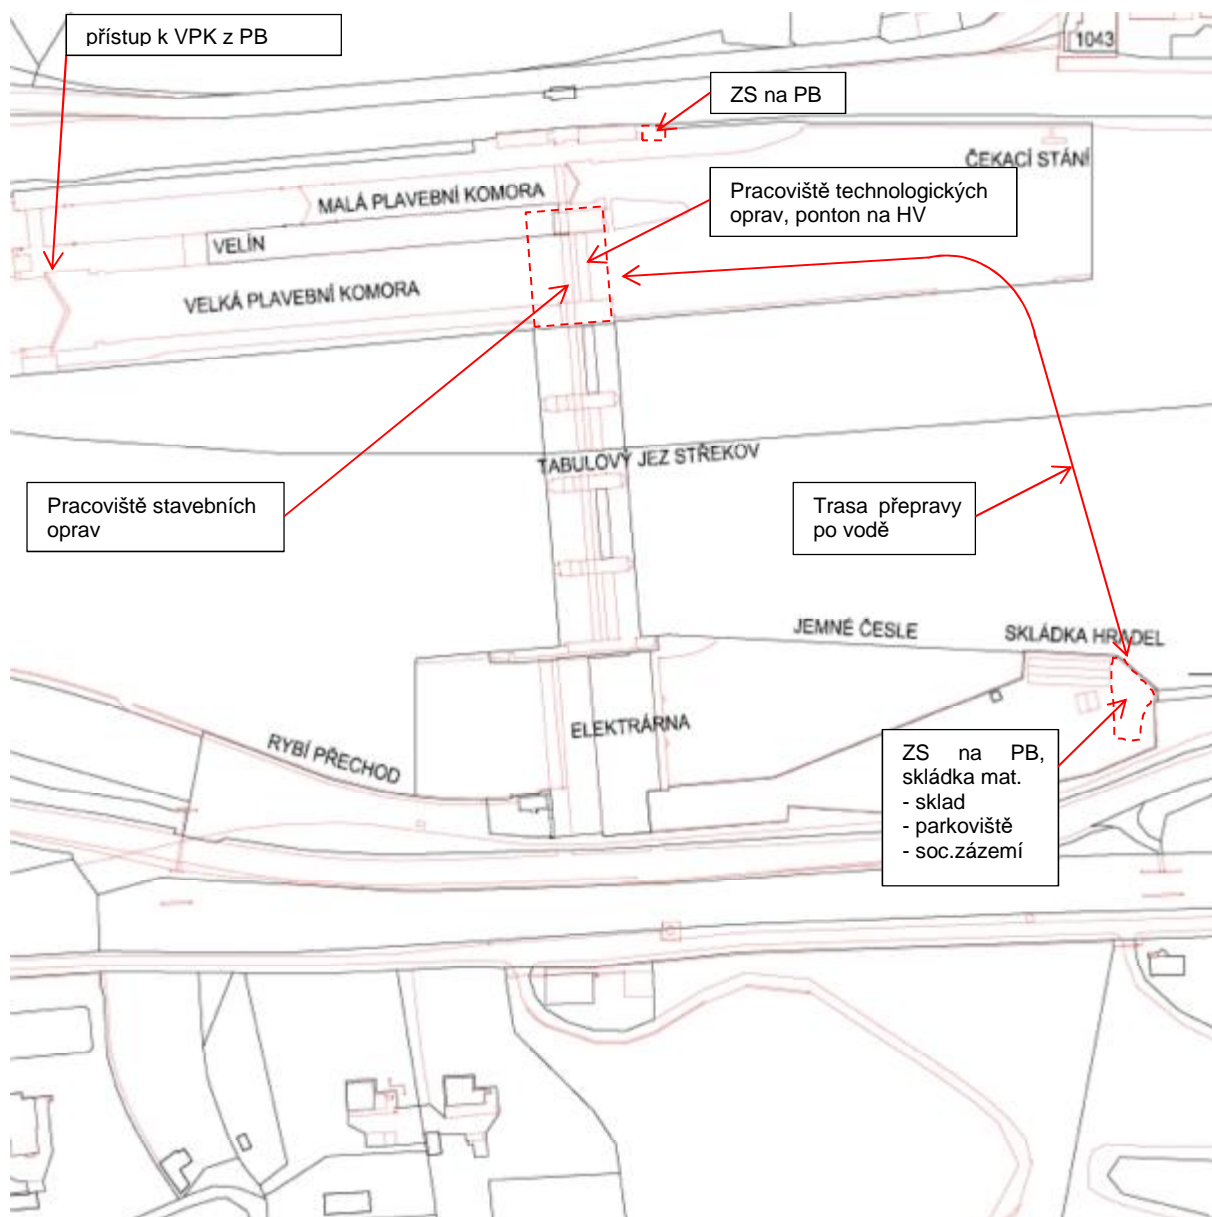 přístup k VPK z PB
1043
ZS na PB
ČEKACÍ STÁNÍ
Pracoviště technologických
oprav, ponton na HV
MALÁ PLAVEBNÍ KOMORA
VELÍN
VELKÁ PLAVEBNÍ KOMORA
TABULOVÝ JEZ STŘEKOV
Pracoviště stavebních
oprav
Trasa přepravy
po vodě
JEMNÉ ČESLE
SKLÁDKA HRADEL
ELEKTRÁRNA
RYBÍ PŘECHOD
ZS na PB,
skládka mat.
- sklad
- parkoviště
- soc.zázemí